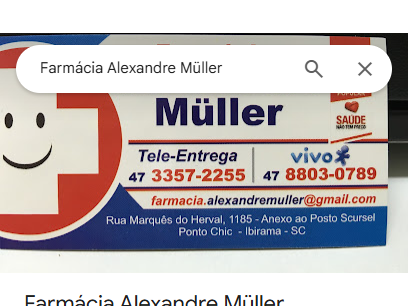 Farmácia Alexandre Müller
Müller
SAÚDE
NÃO TEM PREÇO
Tele-Entrega
vivo
47 3357-2255
47 8803-0789
farmacia.alexandremuller@gmail.com
Rua Marquês do Herval, 1185 - Anexo ao Posto Scursel
Ponto Chic - Ibirama - SC
Farmácia Alexandre Müller